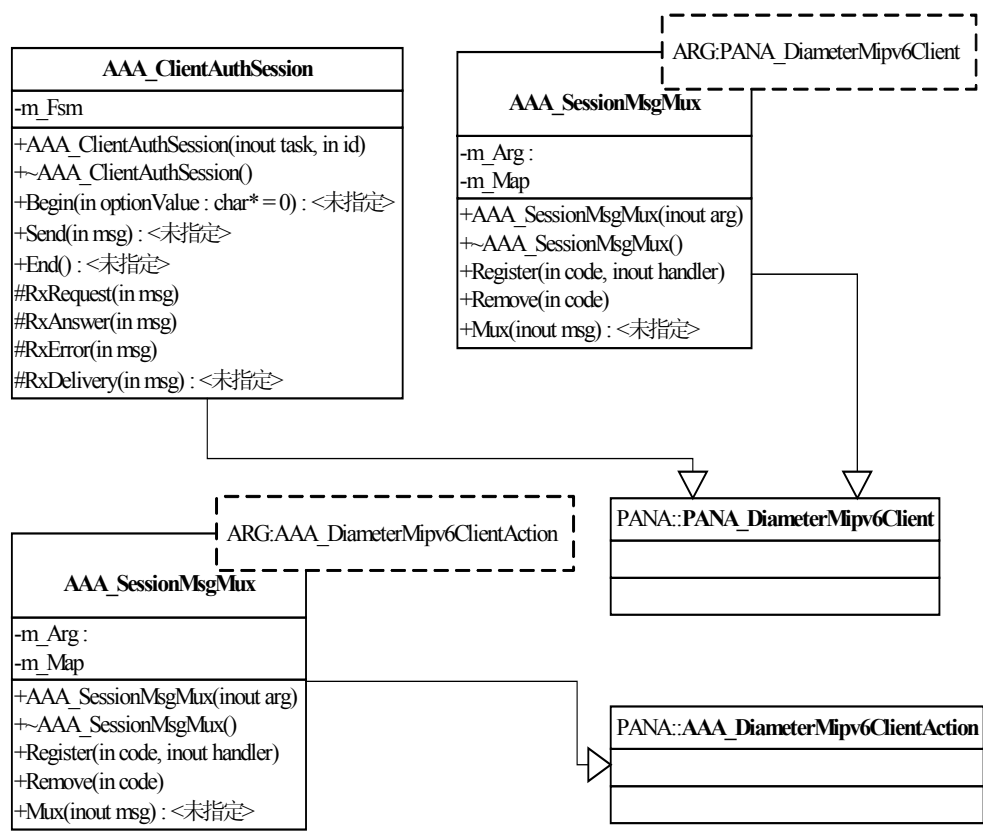 AAA_ClientAuthSession
-m_Fsm
+AAA_ClientAuthSession(inout task, in id)
+~AAA_ClientAuthSession()
+Begin(in optionValue : char* = 0) : <未指定>
+Send(in msg) : <未指定>
+End() : <未指定>
#RxRequest(in msg)
#RxAnswer(in msg)
#RxError(in msg)
#RxDelivery(in msg) : <未指定>
ARG:PANA_DiameterMipv6Client
AAA_SessionMsgMux
-m_Arg :
-m_Map
+AAA_SessionMsgMux(inout arg)
+~AAA_SessionMsgMux()
+Register(in code, inout handler)
+Remove(in code)
+Mux(inout msg) : <未指定>
PANA::PANA_DiameterMipv6Client
ARG:AAA_DiameterMipv6ClientAction
AAA_SessionMsgMux
-m_Arg :
-m_Map
+AAA_SessionMsgMux(inout arg)
+~AAA_SessionMsgMux()
+Register(in code, inout handler)
+Remove(in code)
+Mux(inout msg) : <未指定>
PANA::AAA_DiameterMipv6ClientAction